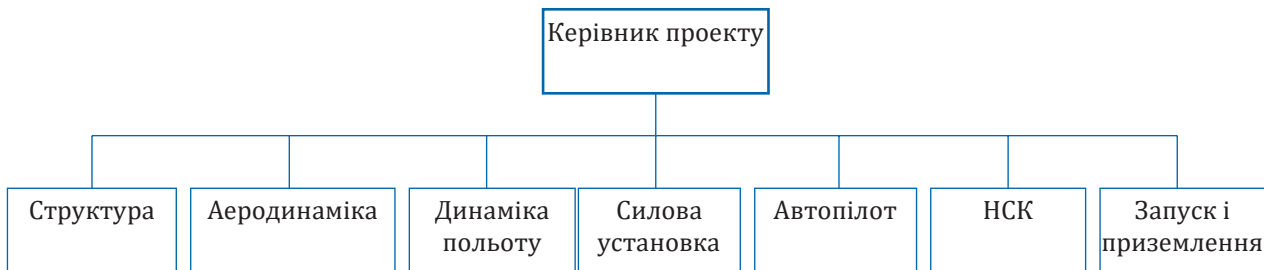 Керівник проекту
Структура
Аеродинаміка
Динаміка
польоту
Силова
установка
Автопілот
НСК
Запуск і
приземлення